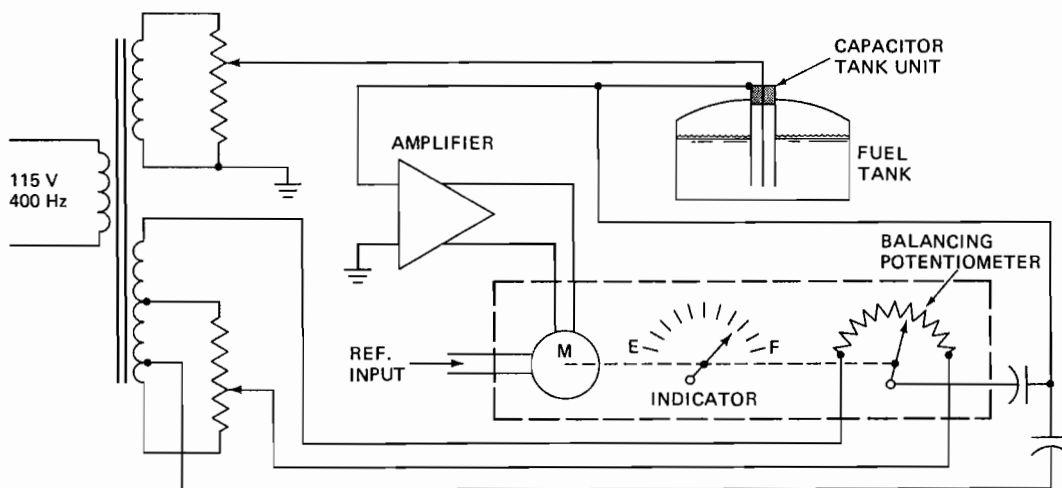 CAPACITOR
TANK UNIT
AMPLIFIER
FUEL
TANK
115 V
400 Hz
BALANCING
POTENTIOMETER
REF.
INPUT
M
E
F
INDICATOR